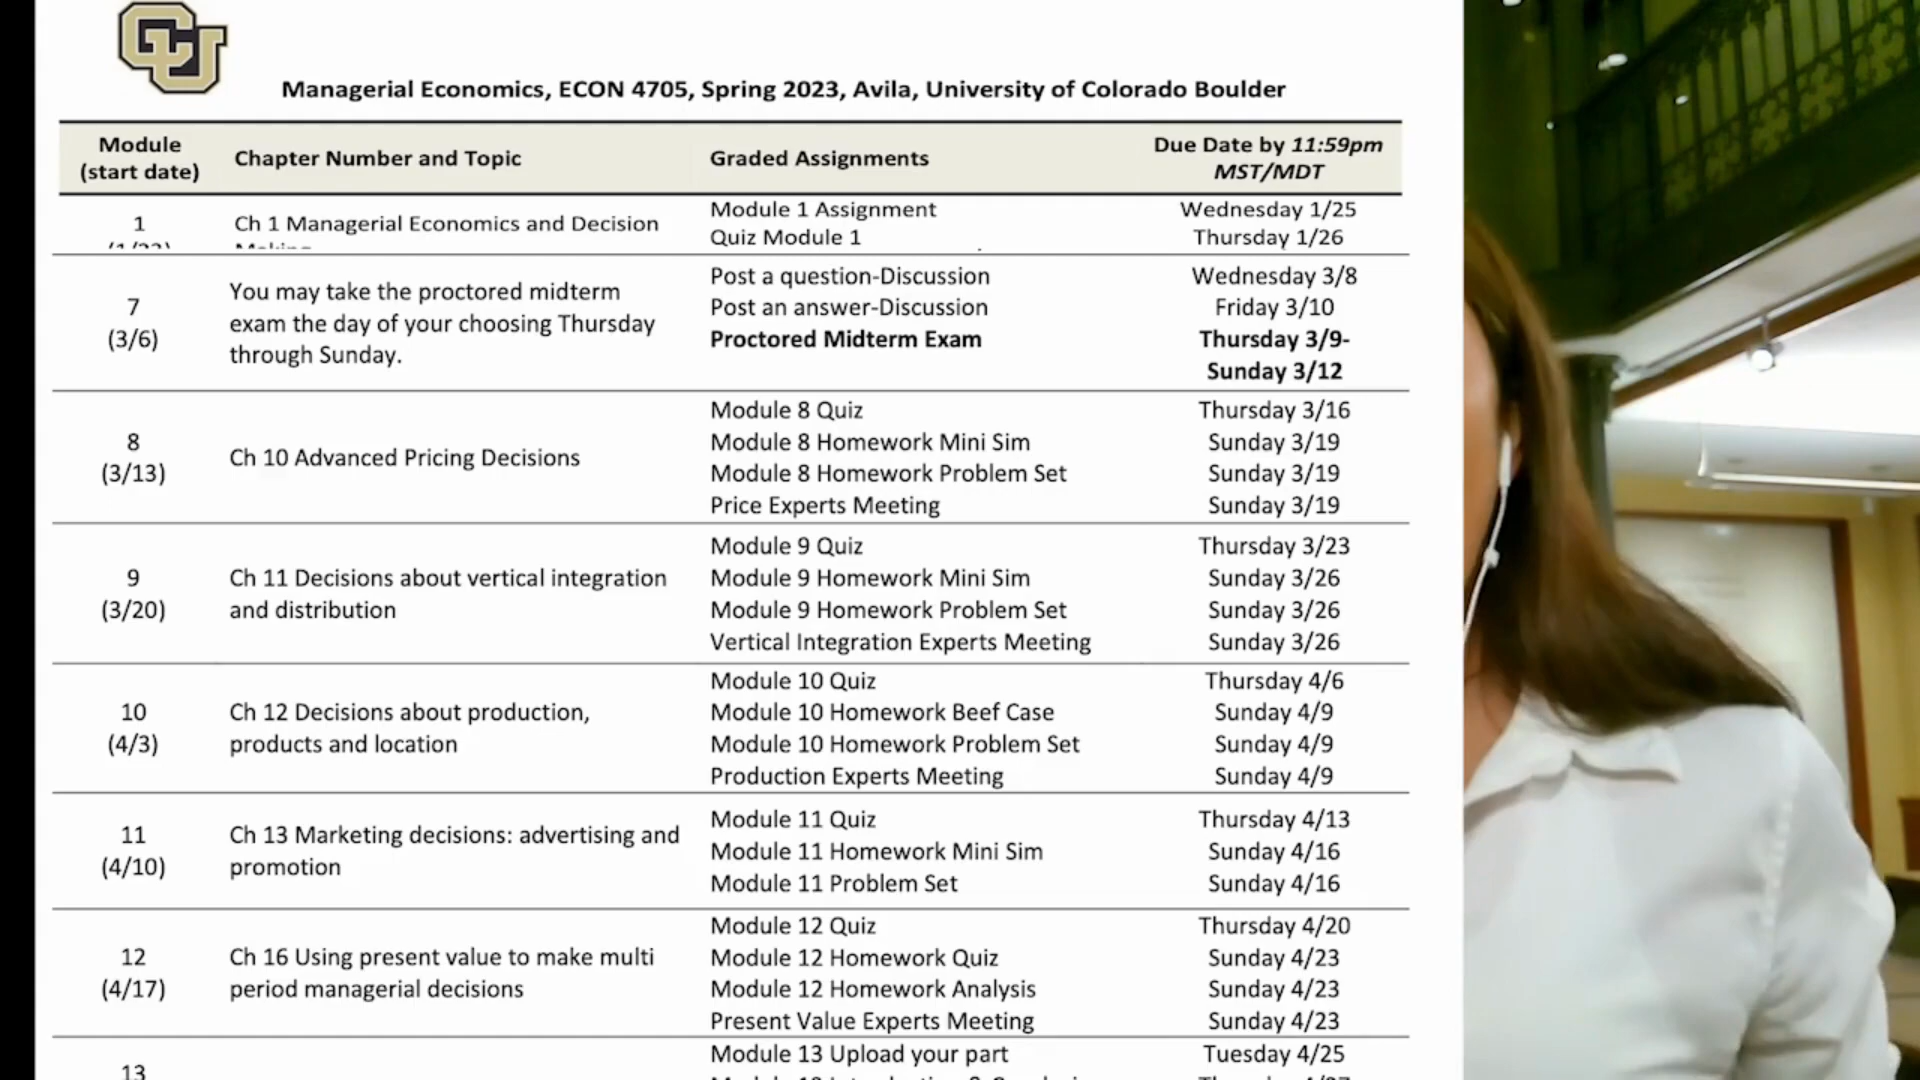 CU
Managerial Economics, ECON 4705, Spring 2023, Avila, University of Colorado Boulder
Module
(start date)
Chapter Number and Topic
Graded Assignments
Due Date by 11:59pm
MST/MDT
1
Ch 1 Managerial Economics and Decision
Module 1 Assignment
Wednesday 1/25
Quiz Module 1
Thursday 1/26
7
(3/6)
You may take the proctored midterm
exam the day of your choosing Thursday
through Sunday.
Post a question-Discussion
Wednesday 3/8
Post an answer-Discussion
Friday 3/10
Proctored Midterm Exam
Thursday 3/9-
Sunday 3/12
8
(3/13)
Ch 10 Advanced Pricing Decisions
Module 8 Quiz
Thursday 3/16
Module 8 Homework Mini Sim
Sunday 3/19
Module 8 Homework Problem Set
Sunday 3/19
Price Experts Meeting
Sunday 3/19
9
(3/20)
Ch 11 Decisions about vertical integration
and distribution
Module 9 Quiz
Thursday 3/23
Module 9 Homework Mini Sim
Sunday 3/26
Module 9 Homework Problem Set
Sunday 3/26
Vertical Integration Experts Meeting
Sunday 3/26
10
(4/3)
Ch 12 Decisions about production,
products and location
Module 10 Quiz
Thursday 4/6
Module 10 Homework Beef Case
Sunday 4/9
Module 10 Homework Problem Set
Sunday 4/9
Production Experts Meeting
Sunday 4/9
11
(4/10)
Ch 13 Marketing decisions: advertising and
promotion
Module 11 Quiz
Thursday 4/13
Module 11 Homework Mini Sim
Sunday 4/16
Module 11 Problem Set
Sunday 4/16
12
(4/17)
Ch 16 Using present value to make multi
period managerial decisions
Module 12 Quiz
Thursday 4/20
Module 12 Homework Quiz
Sunday 4/23
Module 12 Homework Analysis
Sunday 4/23
Present Value Experts Meeting
Sunday 4/23
13
Module 13 Upload your part
Tuesday 4/25